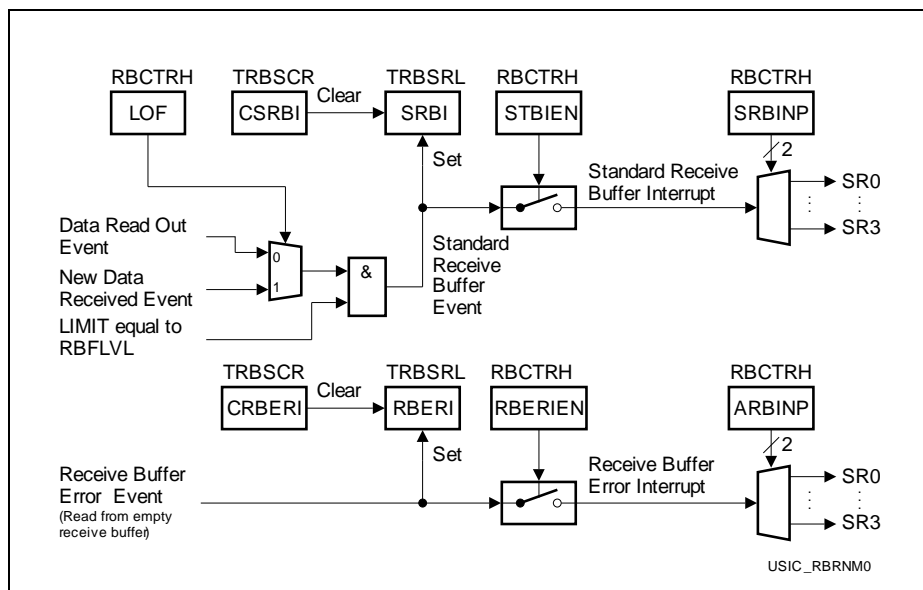 RBCTRH
TRBSCR
TRBSRL
RBCTRH
RBCTRH
LOF
CSRBI
Clear
SRBI
STBIEN
SRBINP
Set
2
Standard Receive
Buffer Interrupt
SR0
SR3
Data Read Out
Event
0
1
&
Standard
Receive
Buffer
Event
New Data
Received Event
LIMIT equal to
RBFLVL
TRBSCR
TRBSRL
RBCTRH
RBCTRH
CRBERI
Clear
RBERI
RBERIEN
ARBINP
Set
2
Receive Buffer
Error Interrupt
SR0
SR3
Receive Buffer
Error Event
(Read from empty
receive buffer)
USIC_RBRNM0